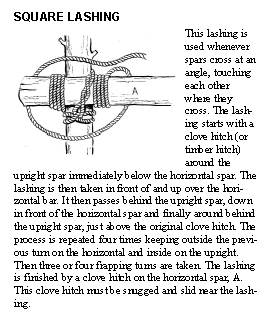 SQUARE LASHING
This lashing is
used whenever
spars cross at an
angle, touching
each other
where they
cross. The lash-
ing starts with a
clove hitch (or
timber hitch)
around the
upright spar immediately below the horizontal spar. The
lashing is then taken in front of and up over the hori-
zontal bar. It then passes behind the upright spar, down
in front of the horizontal spar and finally around behind
the upright spar, just above the original clove hitch. The
process is repeated four times keeping outside the previ-
ous turn on the horizontal and inside on the upright.
Then three or four frapping turns are taken. The lashing
is finished by a clove hitch on the horizontal spar, A.
This clove hitch must be snugged and slid near the lash-
ing.
A